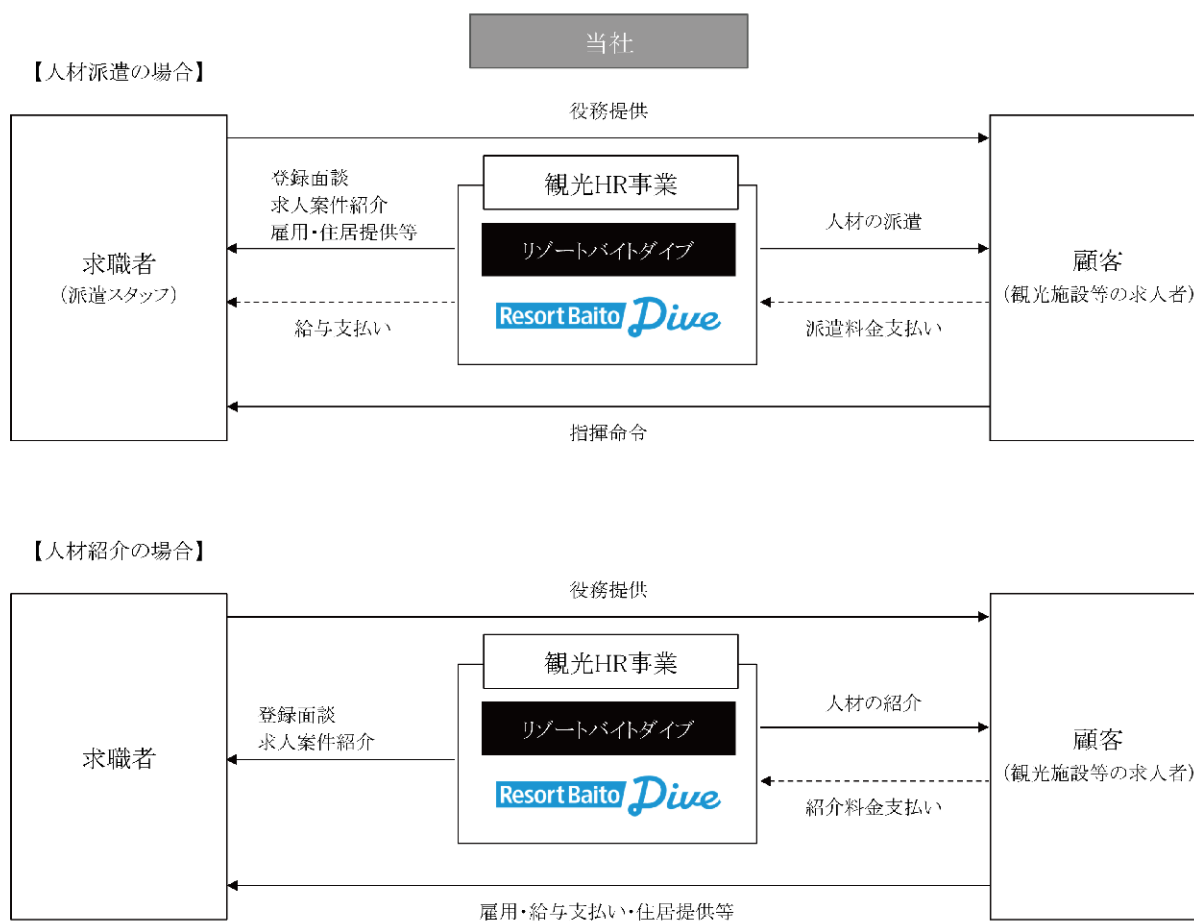 当社
【人材派遣の場合】
役務提供
登録面談
求人案件紹介
雇用・住居提供等
観光HR事業
リゾートバイトダイブ
Resort Baito Dive
人材の派遣
求職者
(派遣スタッフ)
顧客
(観光施設等の求人者)
給与支払い
派遣料金支払い
指揮命令
【人材紹介の場合】
役務提供
登録面談
求人案件紹介
観光HR事業
リゾートバイトダイブ
Resort Baito Dive
人材の紹介
求職者
顧客
(観光施設等の求人者)
紹介料金支払い
雇用・給与支払い・住居提供等